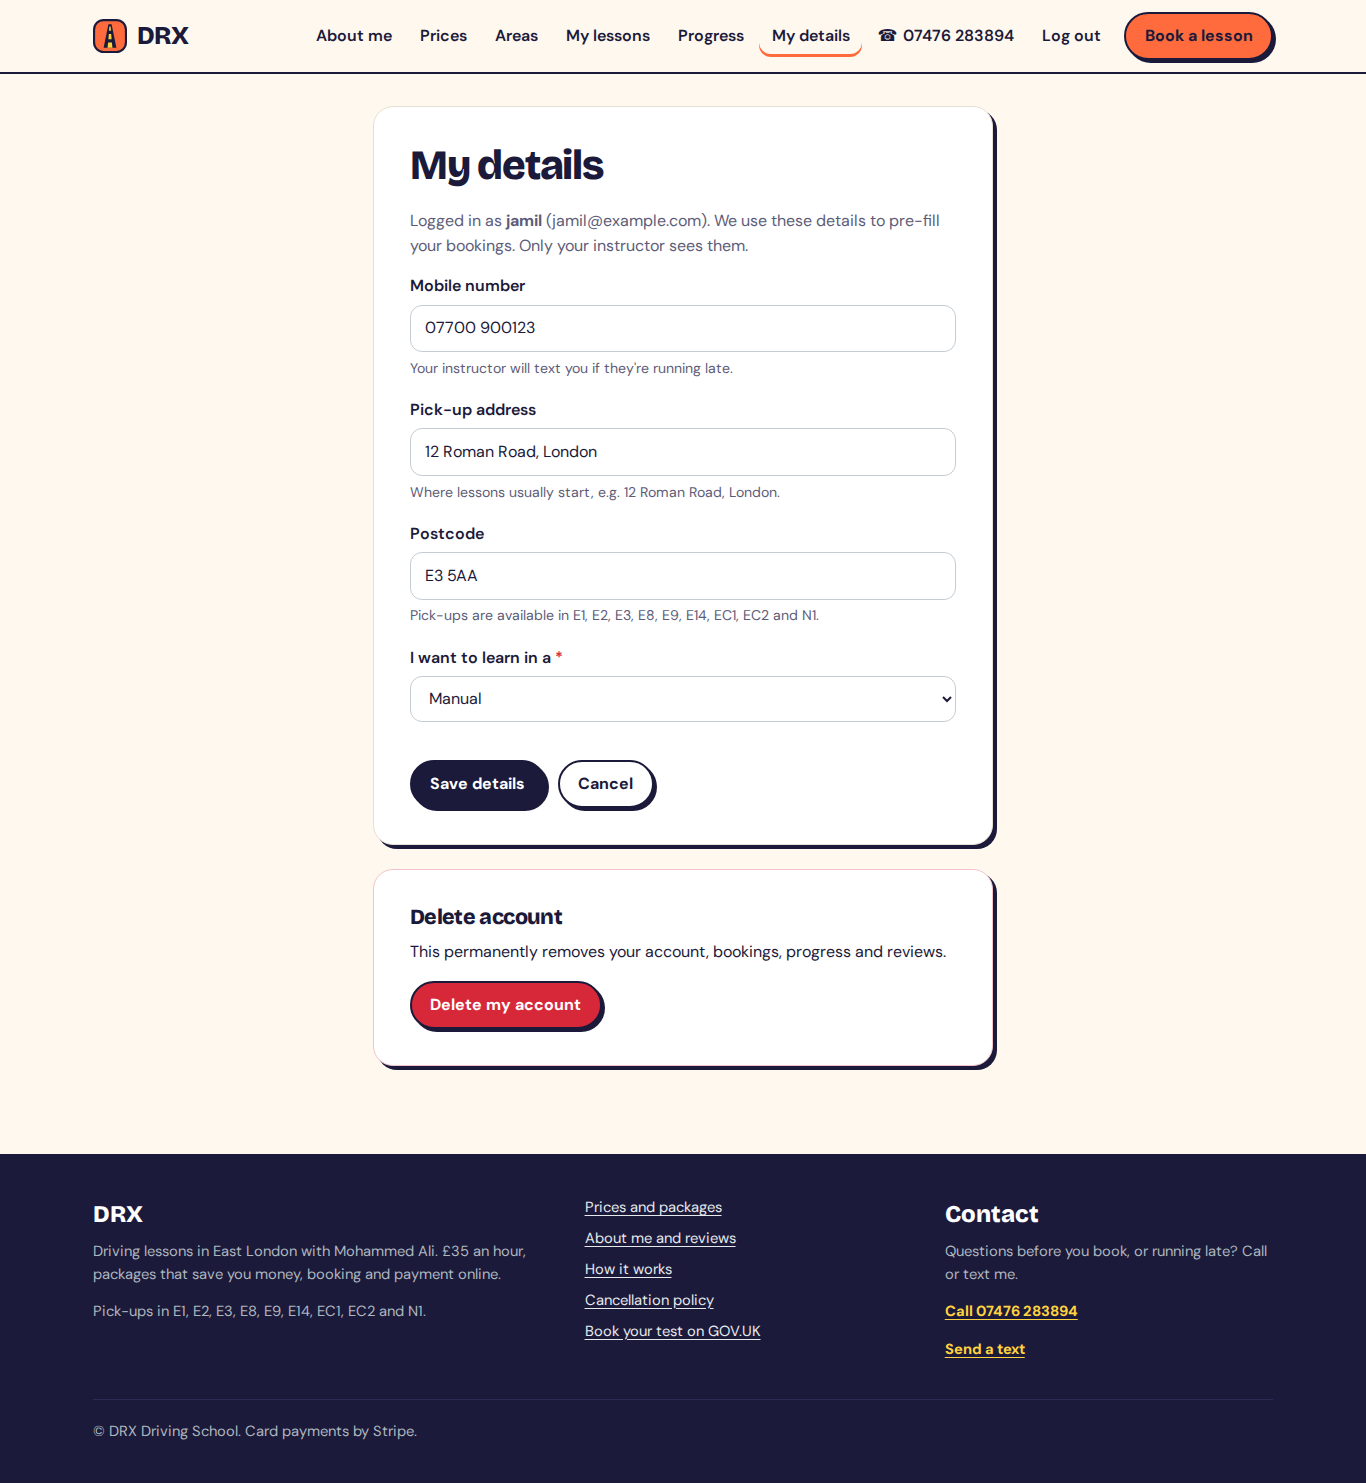 DRX
About me
Prices
Areas
My lessons
Progress
My details
☎ 07476 283894
Log out
Book a lesson
My details
Logged in as jamil (jamil@example.com). We use these details to pre-fill
your bookings. Only your instructor sees them.
Mobile number
07700 900123
Your instructor will text you if they're running late.
Pick-up address
12 Roman Road, London
Where lessons usually start, e.g. 12 Roman Road, London.
Postcode
E3 5AA
Pick-ups are available in E1, E2, E3, E8, E9, E14, EC1, EC2 and N1.
I want to learn in a *
Manual
Save details
Cancel
Delete account
This permanently removes your account, bookings, progress and reviews.
Delete my account
DRX
Driving lessons in East London with Mohammed Ali. £35 an hour,
packages that save you money, booking and payment online.
Pick-ups in E1, E2, E3, E8, E9, E14, EC1, EC2 and N1.
Prices and packages
About me and reviews
How it works
Cancellation policy
Book your test on GOV.UK
Contact
Questions before you book, or running late? Call
or text me.
Call 07476 283894
Send a text
© DRX Driving School. Card payments by Stripe.